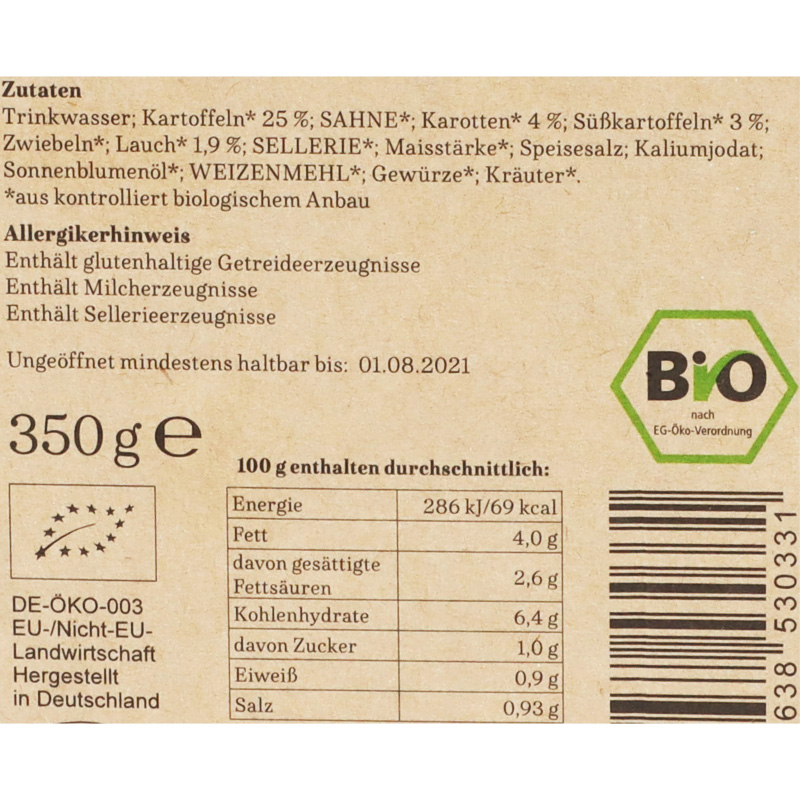 Zutaten
Trinkwasser; Kartoffeln* 25 %; SAHNE*; Karotten* 4 %; Süßkartoffeln* 3 %;
Zwiebeln*; Lauch* 1,9 %; SELLERIE*; Maisstärke*; Speisesalz; Kaliumjodat;
Sonnenblumenöl*; WEIZENMEHL*; Gewürze*; Kräuter*.
*aus kontrolliert biologischem Anbau
Allergikerhinweis
Enthält glutenhaltige Getreideerzeugnisse
Enthält Milcherzeugnisse
Enthält Sellerieerzeugnisse
Ungeöffnet mindestens haltbar bis: 01.08.2021
350 g e
Bio
nach
EG-Öko-Verordnung
DE-ÖKO-003
EU-/Nicht-EU-
Landwirtschaft
Hergestellt
in Deutschland
100 g enthalten durchschnittlich:
Energie 286 kJ/69 kcal
Fett 4,0 g
davon gesättigte
Fettsäuren 2,6 g
Kohlenhydrate 6,4 g
davon Zucker 1,6 g
Eiweiß 0,9 g
Salz 0,93 g
638 530331